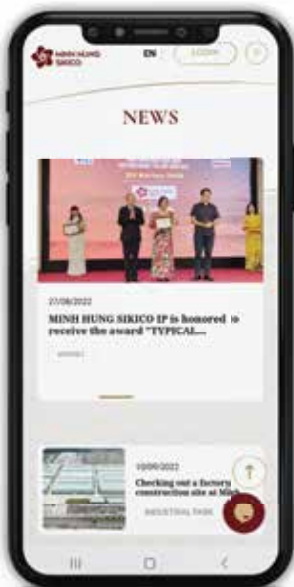 MINH HUNG
SIKICO
EN
LOGIN
NEWS
27/08/2022
MINH HUNG SIKICO IP is honored to
receive the award "TYPICAL...
10/09/2022
Checking out a factory
construction site at Minh
INDUSTRIAL PARK